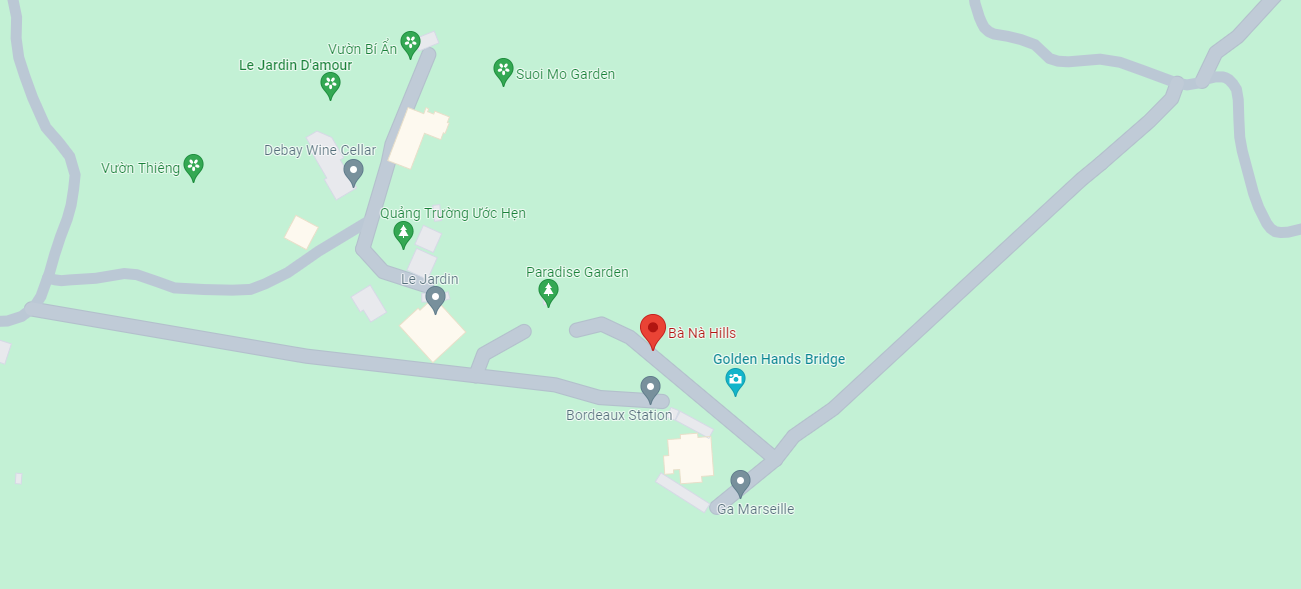 Vườn Bí Ẩn
Le Jardin D'amour
Suoi Mo Garden
Debay Wine Cellar
Vườn Thiêng
Quảng Trường Ước Hẹn
Le Jardin
Paradise Garden
Bà Nà Hills
Golden Hands Bridge
Bordeaux Station
Ga Marseille